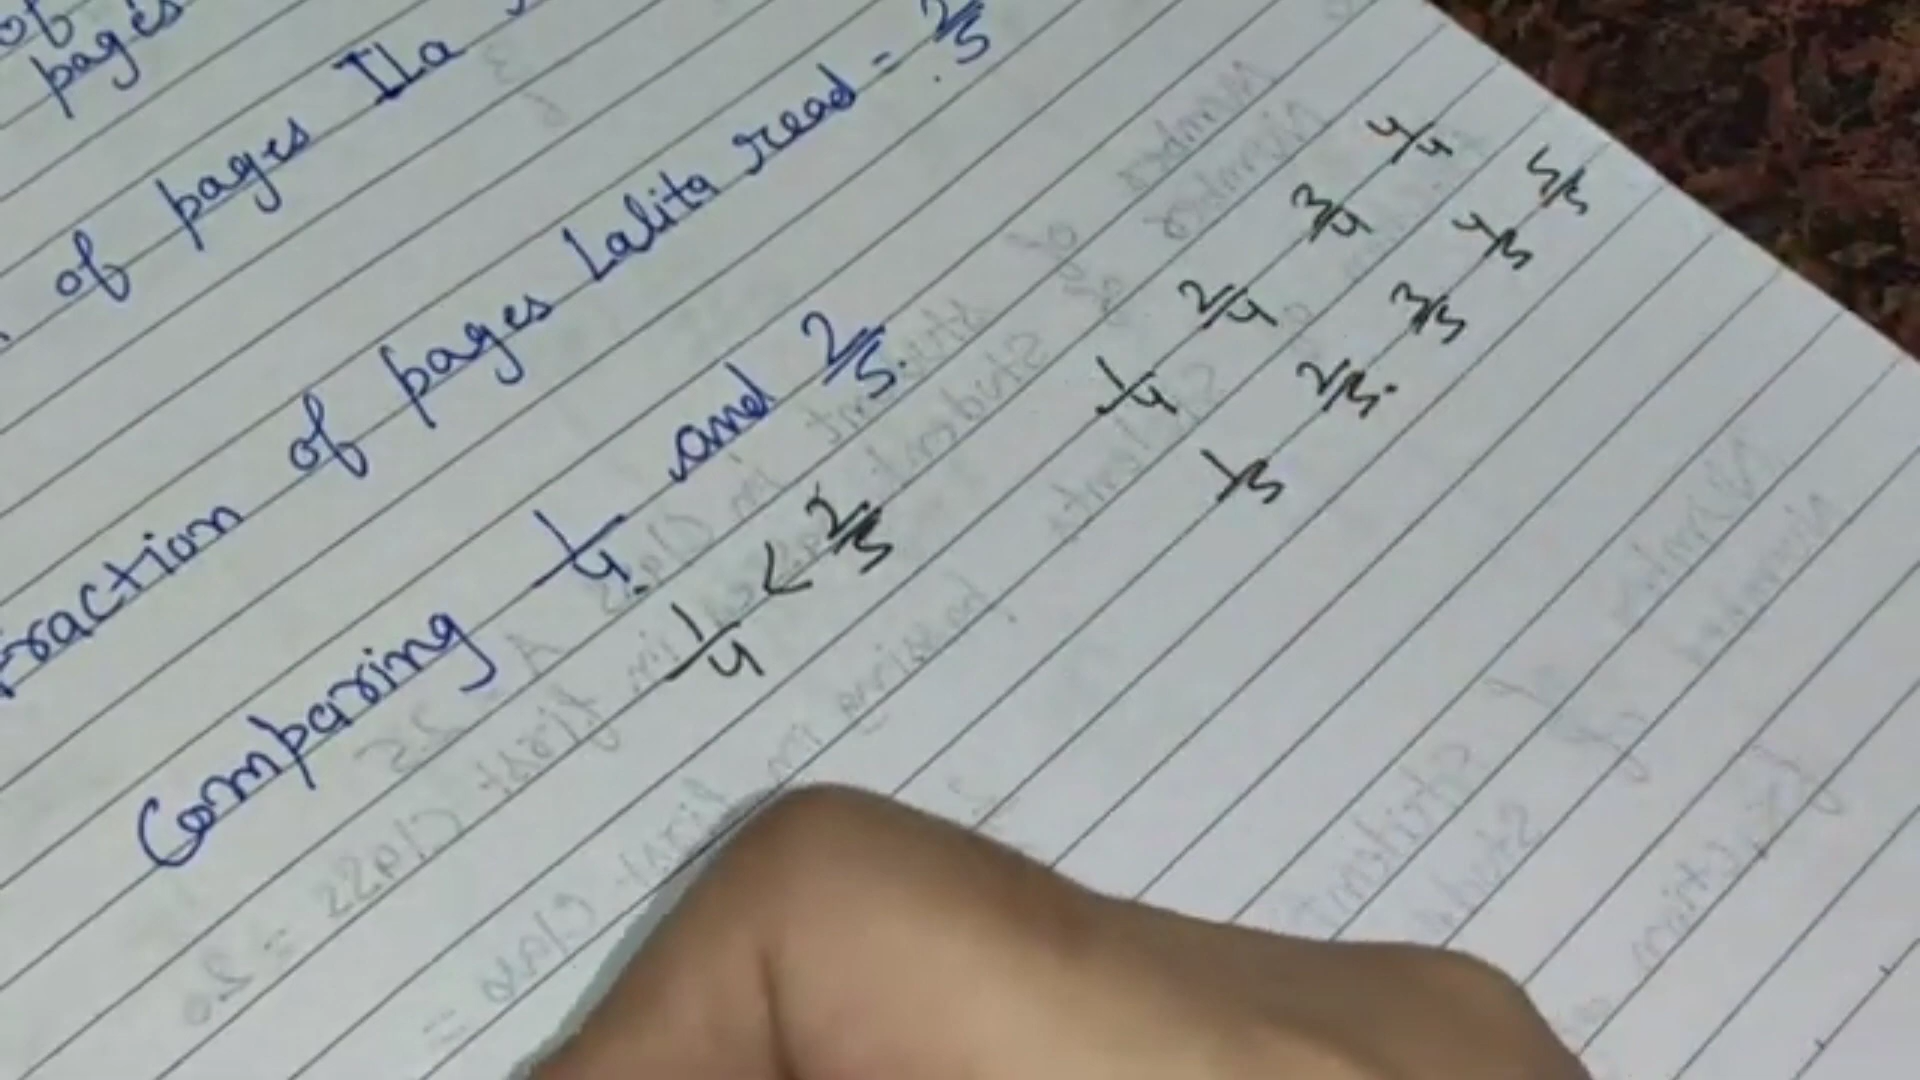 of
pages
of pages Ila
fraction of pages Lalita read = 2/5
Comparing 1/4 and 2/5.
1/4 < 2/5
1/4 2/4 3/4 4/4
1/5 2/5. 3/5 4/5 5/5